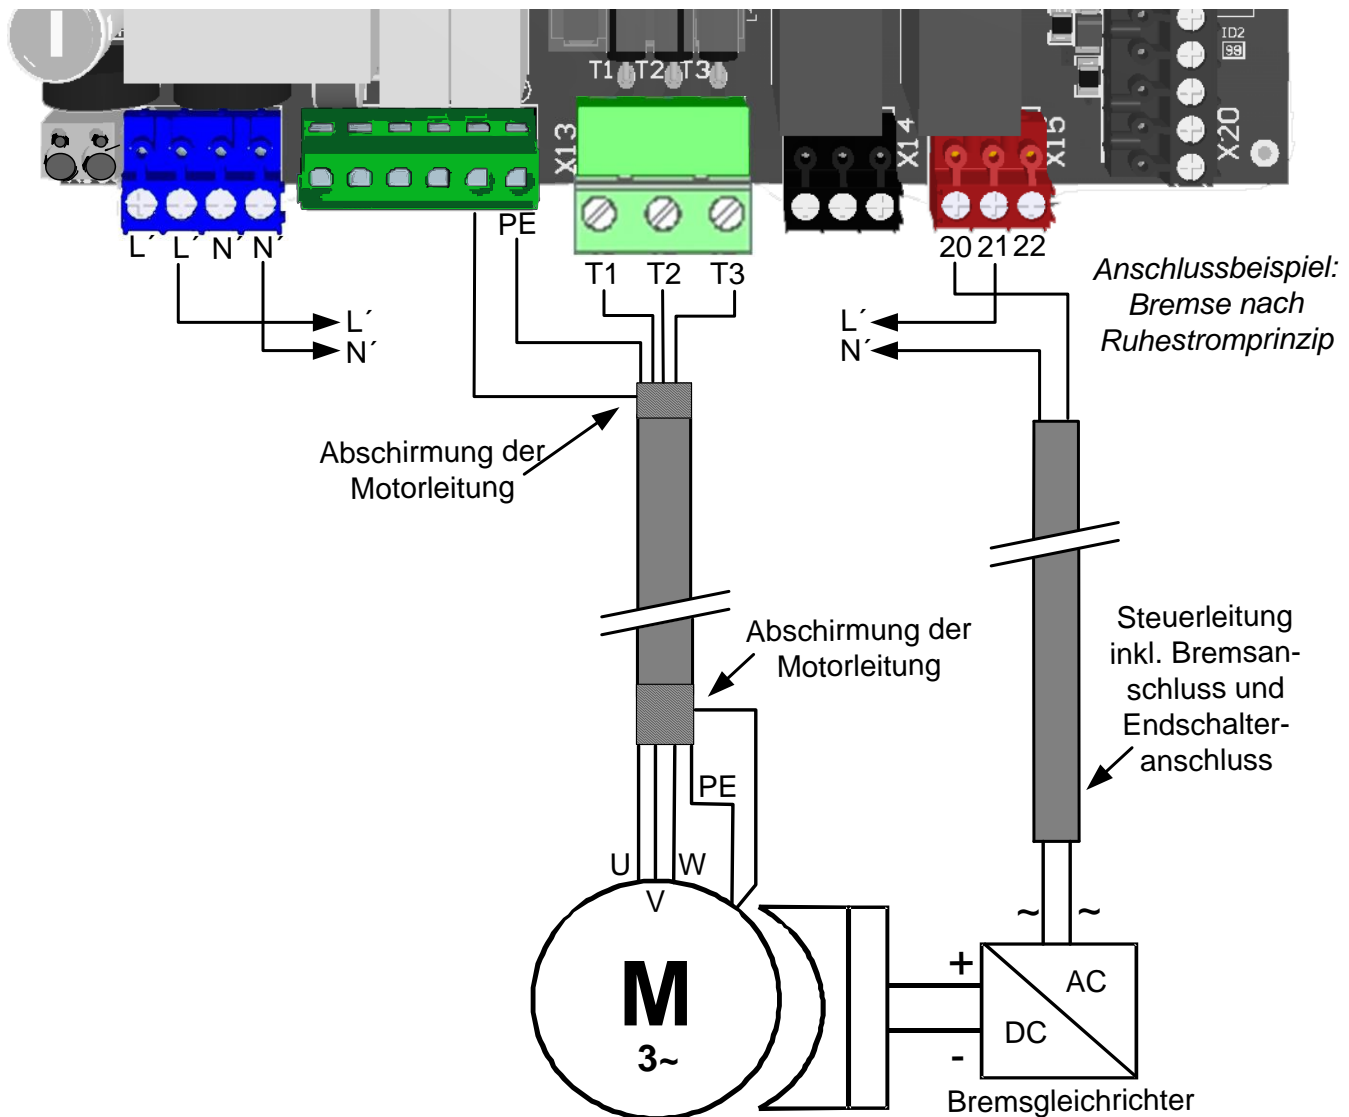 ID2
99
T1 T2 T3
X13
X14
X15
X20
L´ L´ N´ N´
PE
T1 T2 T3
20 21 22
L´
N´
L´
N´
Anschlussbeispiel:
Bremse nach
Ruhestromprinzip
Abschirmung der
Motorleitung
Abschirmung der
Motorleitung
Steuerleitung
inkl. Bremsan-
schluss und
Endschalter-
anschluss
PE
U V W
M
3~
~ ~
+
-
AC
DC
Bremsgleichrichter